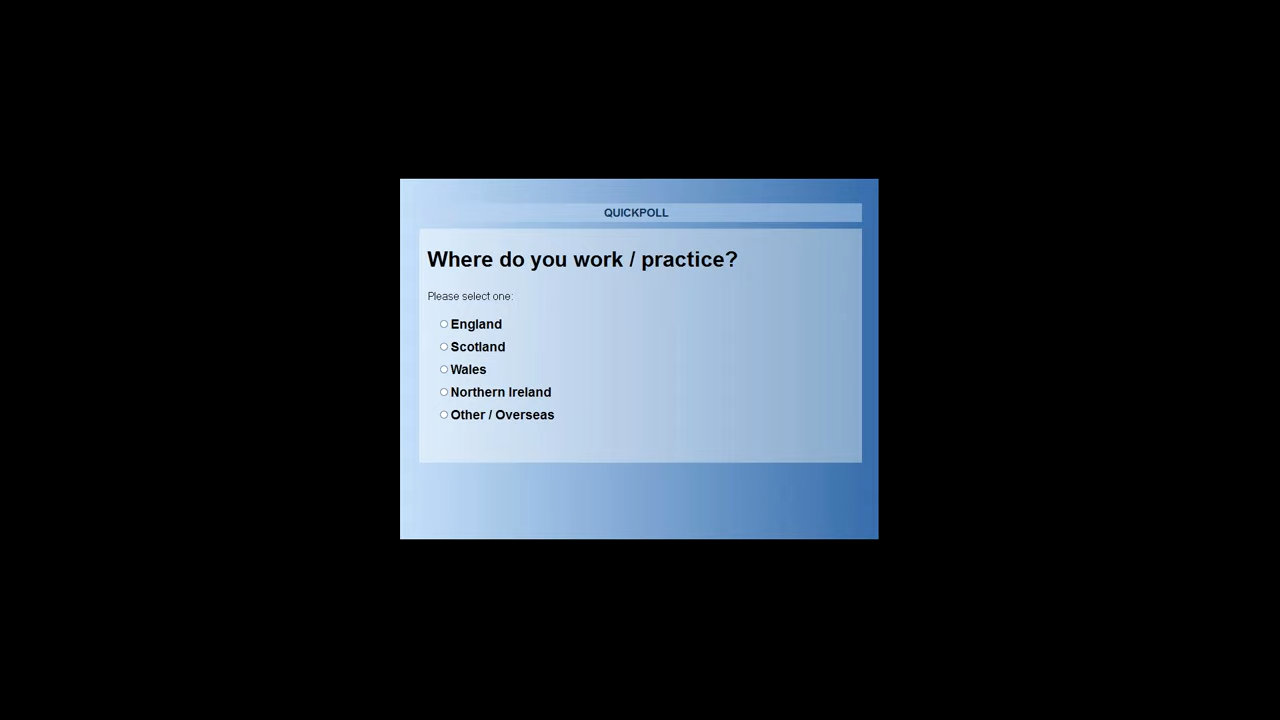 QUICKPOLL
Where do you work / practice?
Please select one:
England
Scotland
Wales
Northern Ireland
Other / Overseas